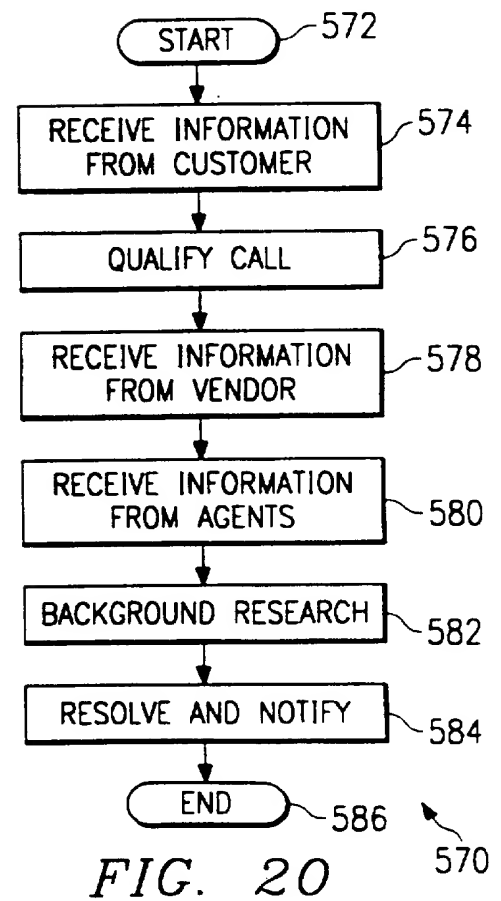 START
572
RECEIVE INFORMATION
FROM CUSTOMER
574
QUALIFY CALL
576
RECEIVE INFORMATION
FROM VENDOR
578
RECEIVE INFORMATION
FROM AGENTS
580
BACKGROUND RESEARCH
582
RESOLVE AND NOTIFY
584
END
586
570
FIG. 20